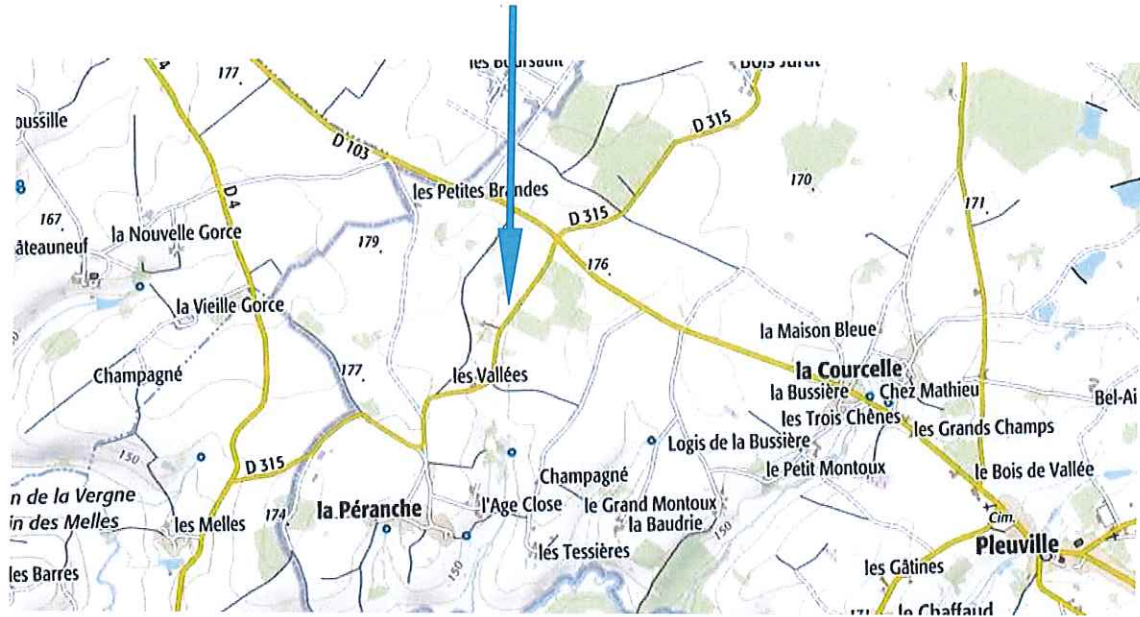 177
les Boursault
Bois Jarut
oussille
D 4
D 103
D 315
les Petites Brandes
170
171
167
la Nouvelle Gorce
D 4
D 315
âteauneuf
179
176
la Vieille Gorce
la Maison Bleue
Champagné
177
les Vallées
la Courcelle
la Bussière
Chez Mathieu
Bel-Ai
les Trois Chênes
les Grands Champs
150
D 315
Logis de la Bussière
Champagné
le Petit Montoux
le Bois de Vallée
n de la Vergne
in des Melles
les Melles
174
la Péranche
l'Age Close
le Grand Montoux
la Baudrie
150
Cim.
Pleuville
les Tessières
150
les Barres
les Gâtines
le Chaffaud